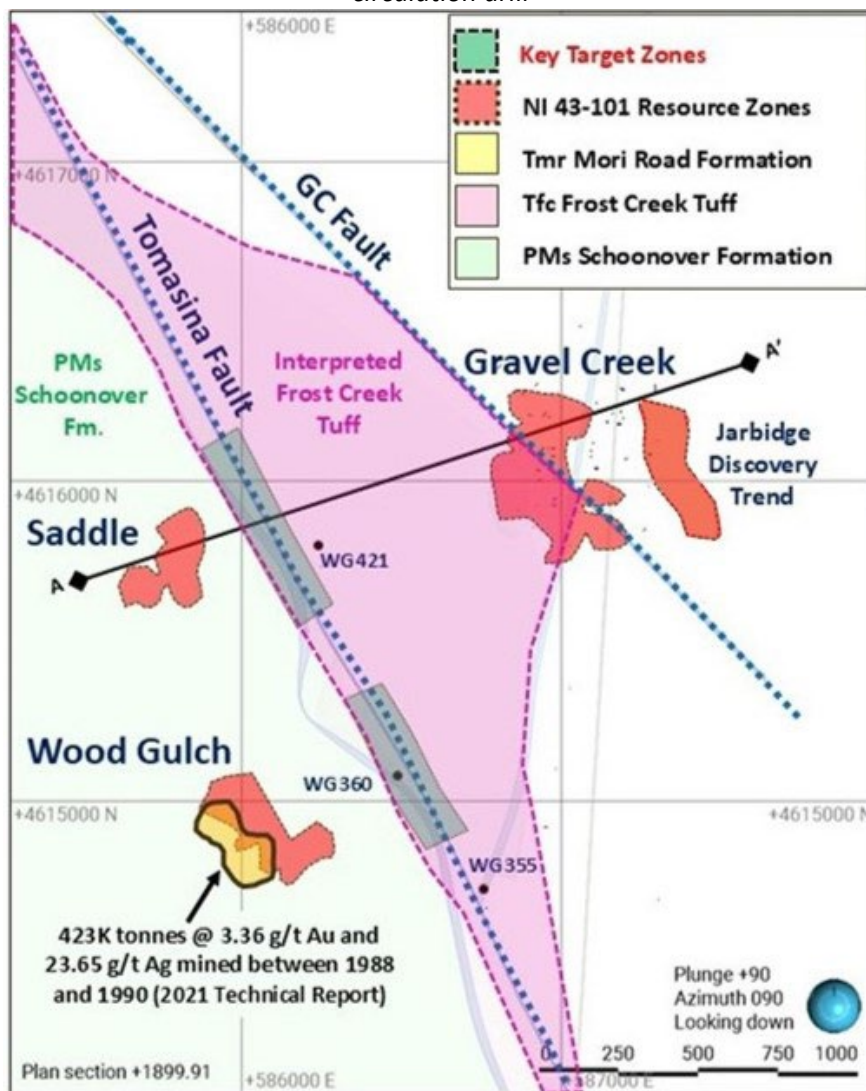 +586000 E
Key Target Zones
NI 43-101 Resource Zones
Tmr Mori Road Formation
Tfc Frost Creek Tuff
PMs Schoonover Formation
+4617000 N
GC Fault
Tomasina Fault
PMs
Schoonover
Fm.
Interpreted
Frost Creek
Tuff
Gravel Creek
A'
Jarbidge
Discovery
Trend
+4616000 N
Saddle
A
WG421
Wood Gulch
WG360
+4615000 N
+4615000 N
WG355
423K tonnes @ 3.36 g/t Au and
23.65 g/t Ag mined between 1988
and 1990 (2021 Technical Report)
Plunge +90
Azimuth 090
Looking down
0 250 500 750 1000
Plan section +1899.91
+586000 E
587000 E